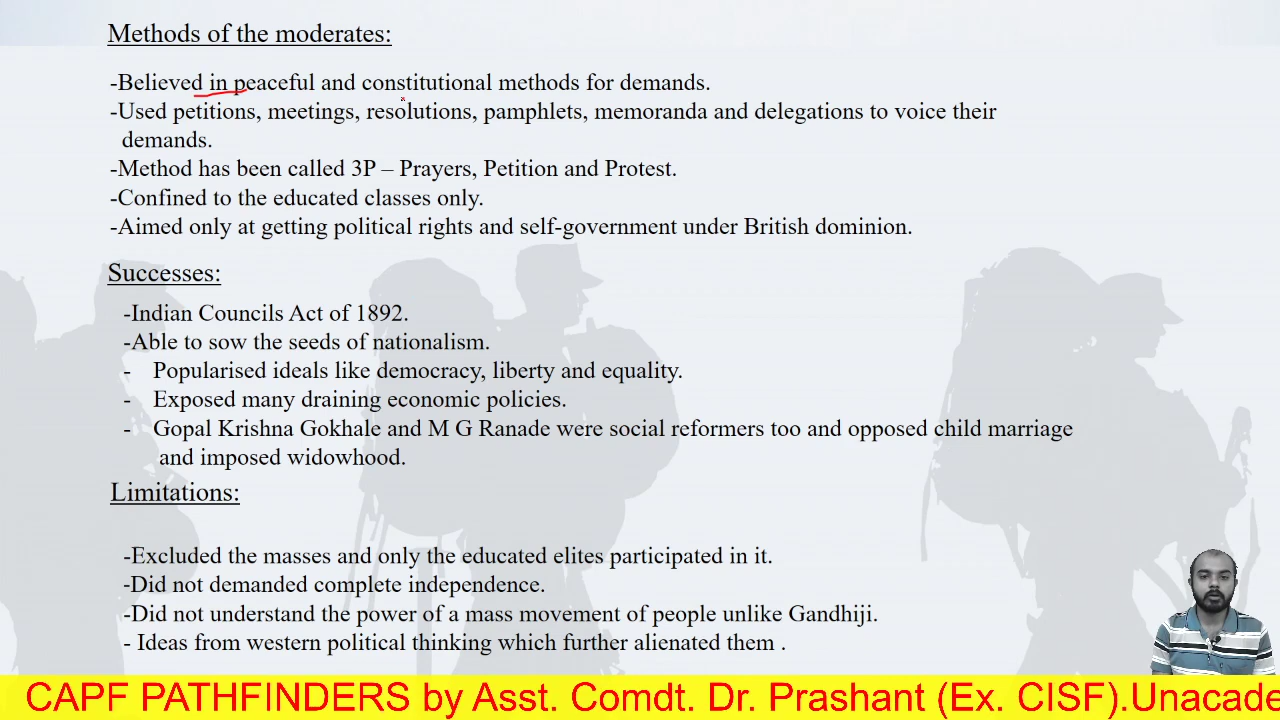 Methods of the moderates:
-Believed in peaceful and constitutional methods for demands.
-Used petitions, meetings, resolutions, pamphlets, memoranda and delegations to voice their
demands.
-Method has been called 3P – Prayers, Petition and Protest.
-Confined to the educated classes only.
-Aimed only at getting political rights and self-government under British dominion.
Successes:
-Indian Councils Act of 1892.
-Able to sow the seeds of nationalism.
- Popularised ideals like democracy, liberty and equality.
- Exposed many draining economic policies.
- Gopal Krishna Gokhale and M G Ranade were social reformers too and opposed child marriage
and imposed widowhood.
Limitations:
-Excluded the masses and only the educated elites participated in it.
-Did not demanded complete independence.
-Did not understand the power of a mass movement of people unlike Gandhiji.
- Ideas from western political thinking which further alienated them .
CAPF PATHFINDERS by Asst. Comdt. Dr. Prashant (Ex. CISF).Unacade